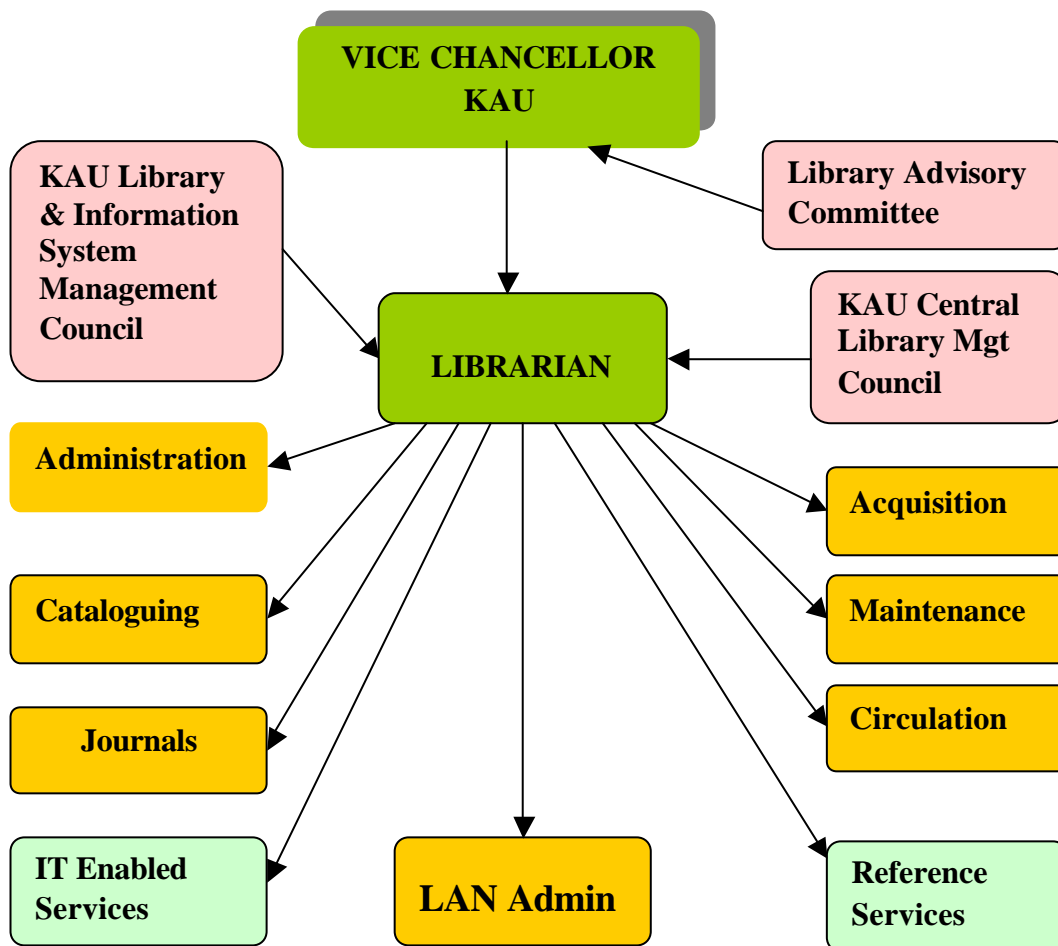 VICE CHANCELLOR
KAU
KAU Library
& Information
System
Management
Council
Library Advisory
Committee
LIBRARIAN
KAU Central
Library Mgt
Council
Administration
Acquisition
Cataloguing
Maintenance
Journals
Circulation
IT Enabled
Services
LAN Admin
Reference
Services